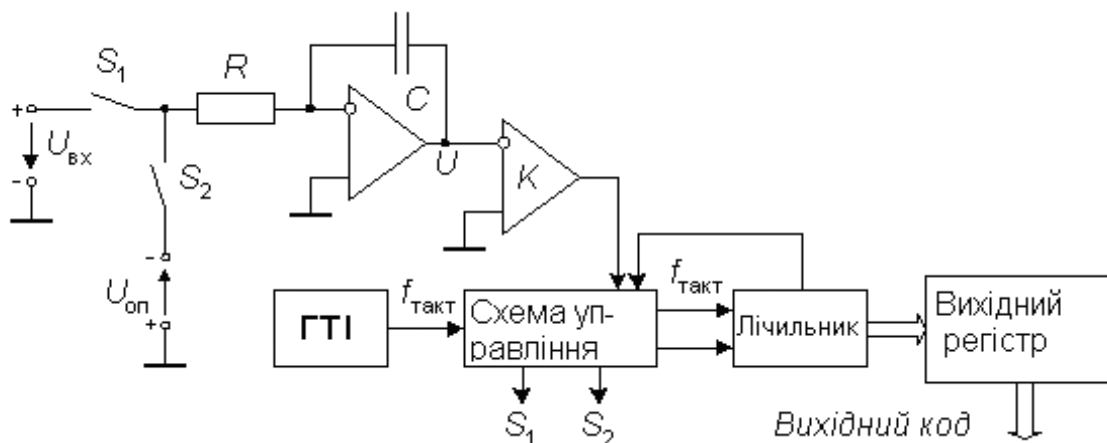 S1
R
C
+
Uвх
-
S2
U
K
-
Uоп
+
ГТІ
fтакт
Схема уп-
равління
fтакт
Лічильник
Вихідний
регістр
S1
S2
Вихідний код